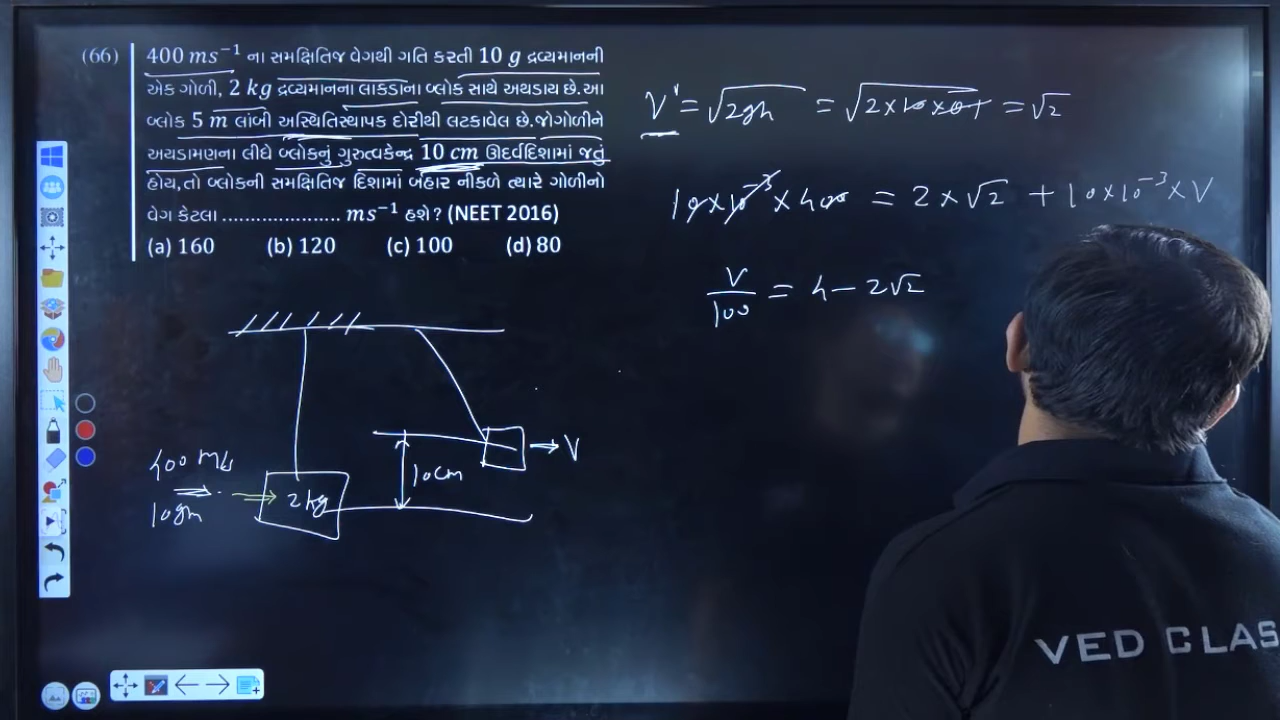 (66) 400 ms⁻¹ ના સમક્ષિતિજ વેગથી ગતિ કરતી 10 g દ્રવ્યમાનની
એક ગોળી, 2 kg દ્રવ્યમાનના લાકડાના બ્લોક સાથે અથડાય છે.આ
બ્લોક 5 m લાંબી અસ્થિતિસ્થાપક દોરીથી લટકાવેલ છે.જોગોળીને
અથડામણના લીધે બ્લોકનું ગુરુત્વકેન્દ્ર 10 cm ઊર્ધ્વદિશામાં જતું
હોય,તો બ્લોકની સમક્ષિતિજ દિશામાં બહાર નીકળે ત્યારે ગોળીનો
વેગ કેટલા ..................... ms⁻¹ હશે? (NEET 2016)
(a) 160 (b) 120 (c) 100 (d) 80
V' = √2gh = √2×10×0.1 = √2
10×10⁻³×400 = 2×√2 + 10×10⁻³×V
V/100 = 4 − 2√2
V
10cm
400 m/s
10gm
2kg
VED CLAS